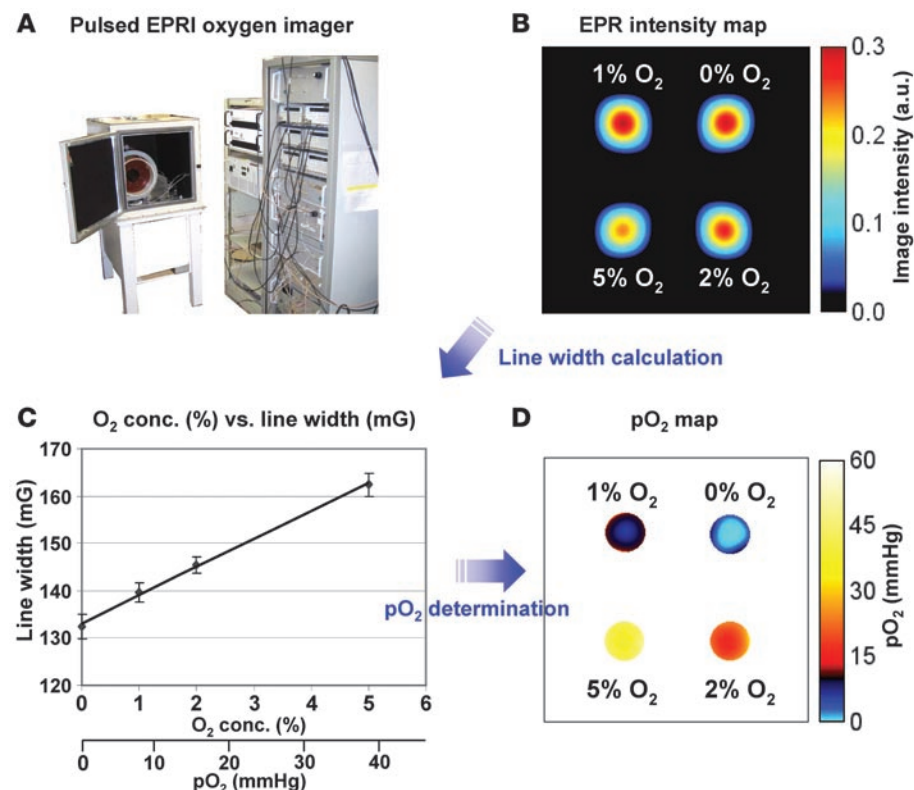 A Pulsed EPRI oxygen imager
B EPR intensity map
1% O₂ 0% O₂
5% O₂ 2% O₂
0.3
0.2
0.1
0.0
Image intensity (a.u.)
Line width calculation
C O₂ conc. (%) vs. line width (mG)
170
160
150
140
130
120
Line width (mG)
0 1 2 3 4 5 6
O₂ conc. (%)
0 10 20 30 40
pO₂ (mmHg)
pO₂ determination
D pO₂ map
1% O₂ 0% O₂
5% O₂ 2% O₂
60
45
30
15
0
pO₂ (mmHg)